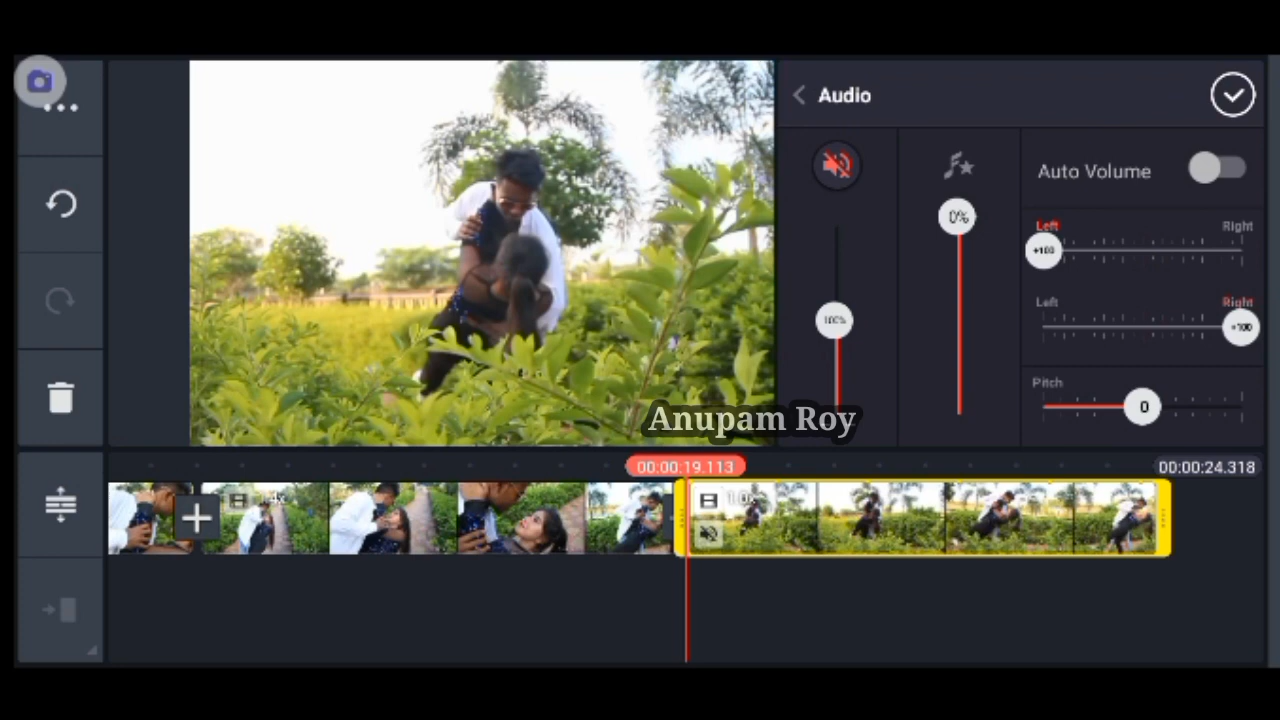 Audio
Auto Volume
0%
Left Right
+100
100%
Left Right
+100
Pitch
0
Anupam Roy
00:00:19.113
00:00:24.318